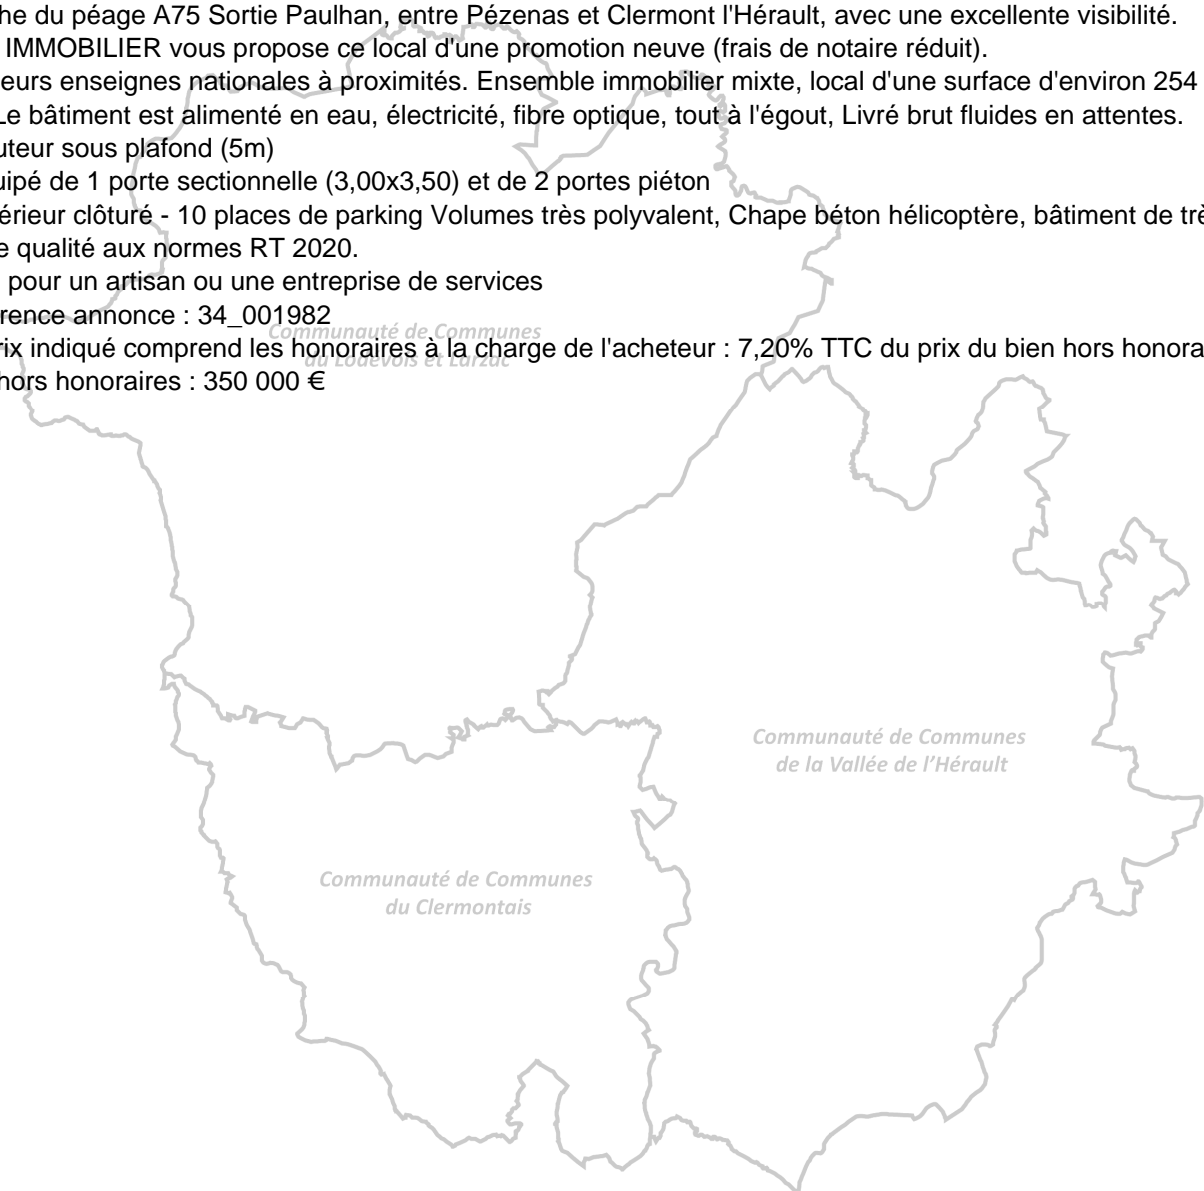 he du péage A75 Sortie Paulhan, entre Pézenas et Clermont l'Hérault, avec une excellente visibilité.
IMMOBILIER vous propose ce local d'une promotion neuve (frais de notaire réduit).
eurs enseignes nationales à proximités. Ensemble immobilier mixte, local d'une surface d'environ 254
Le bâtiment est alimenté en eau, électricité, fibre optique, tout à l'égout, Livré brut fluides en attentes.
uteur sous plafond (5m)
uipé de 1 porte sectionnelle (3,00x3,50) et de 2 portes piéton
érieur clôturé - 10 places de parking Volumes très polyvalent, Chape béton hélicoptère, bâtiment de trè
e qualité aux normes RT 2020.
pour un artisan ou une entreprise de services
rence annonce : 34_001982
Communauté de Communes
rix indiqué comprend les honoraires à la charge de l'acheteur : 7,20% TTC du prix du bien hors honora
du Lodévois et Larzac
hors honoraires : 350 000 €
Communauté de Communes
de la Vallée de l'Hérault
Communauté de Communes
du Clermontais